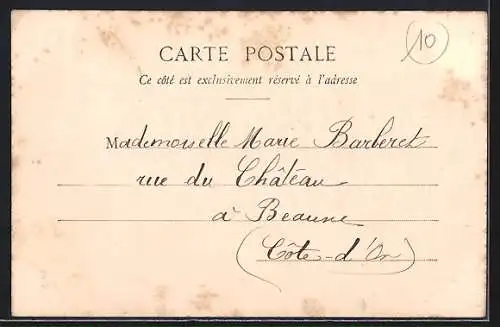 10
CARTE POSTALE
Ce côté est exclusivement réservé à l'adresse
Mademoiselle Marie Barberet
rue du Château
à Beaune
(Côte-d'Or)